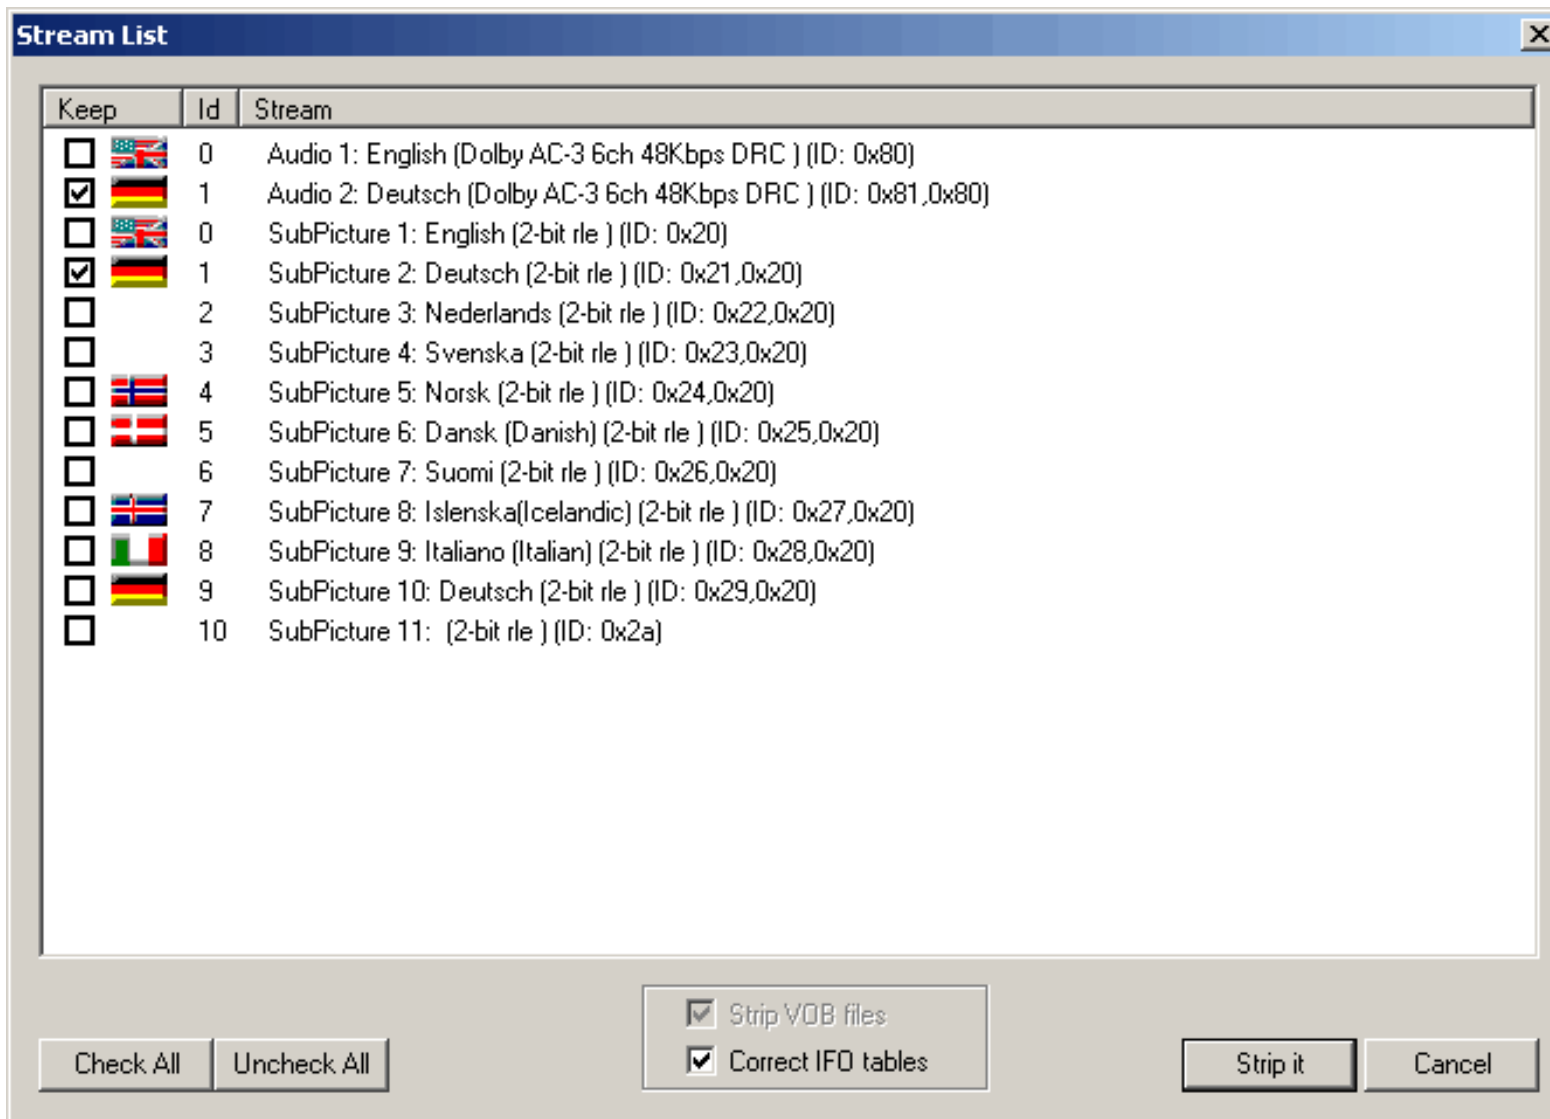 Stream List
Keep Id Stream
0 Audio 1: English (Dolby AC-3 6ch 48Kbps DRC ) (ID: 0x80)
1 Audio 2: Deutsch (Dolby AC-3 6ch 48Kbps DRC ) (ID: 0x81,0x80)
0 SubPicture 1: English (2-bit rle ) (ID: 0x20)
1 SubPicture 2: Deutsch (2-bit rle ) (ID: 0x21,0x20)
2 SubPicture 3: Nederlands (2-bit rle ) (ID: 0x22,0x20)
3 SubPicture 4: Svenska (2-bit rle ) (ID: 0x23,0x20)
4 SubPicture 5: Norsk (2-bit rle ) (ID: 0x24,0x20)
5 SubPicture 6: Dansk (Danish) (2-bit rle ) (ID: 0x25,0x20)
6 SubPicture 7: Suomi (2-bit rle ) (ID: 0x26,0x20)
7 SubPicture 8: Islenska(Icelandic) (2-bit rle ) (ID: 0x27,0x20)
8 SubPicture 9: Italiano (Italian) (2-bit rle ) (ID: 0x28,0x20)
9 SubPicture 10: Deutsch (2-bit rle ) (ID: 0x29,0x20)
10 SubPicture 11:  (2-bit rle ) (ID: 0x2a)
Strip VOB files
Correct IFO tables
Check All Uncheck All Strip it Cancel